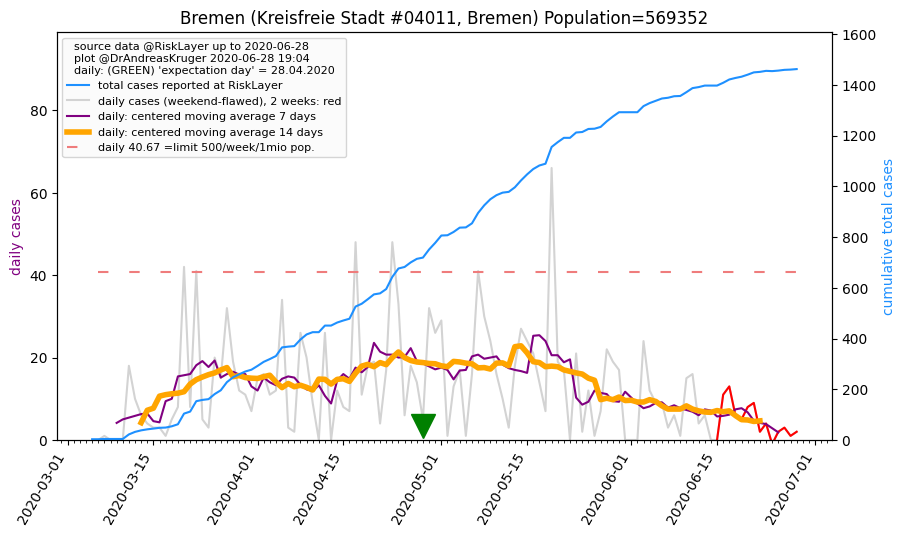 Bremen (Kreisfreie Stadt #04011, Bremen) Population=569352
source data @RiskLayer up to 2020-06-28
plot @DrAndreasKruger 2020-06-28 19:04
daily: (GREEN) 'expectation day' = 28.04.2020
total cases reported at RiskLayer
daily cases (weekend-flawed), 2 weeks: red
daily: centered moving average 7 days
daily: centered moving average 14 days
daily 40.67 =limit 500/week/1mio pop.
daily cases
80
60
40
20
0
1600
1400
1200
1000
800
600
400
200
0
cumulative total cases
2020-03-01
2020-03-15
2020-04-01
2020-04-15
2020-05-01
2020-05-15
2020-06-01
2020-06-15
2020-07-01